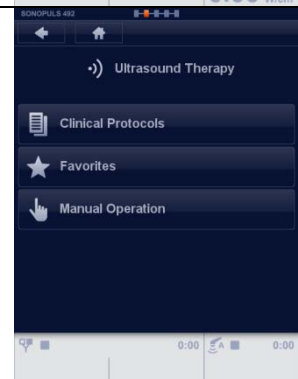 SONOPULS 492
Ultrasound Therapy
Clinical Protocols
Favorites
Manual Operation
0:00 A 0:00